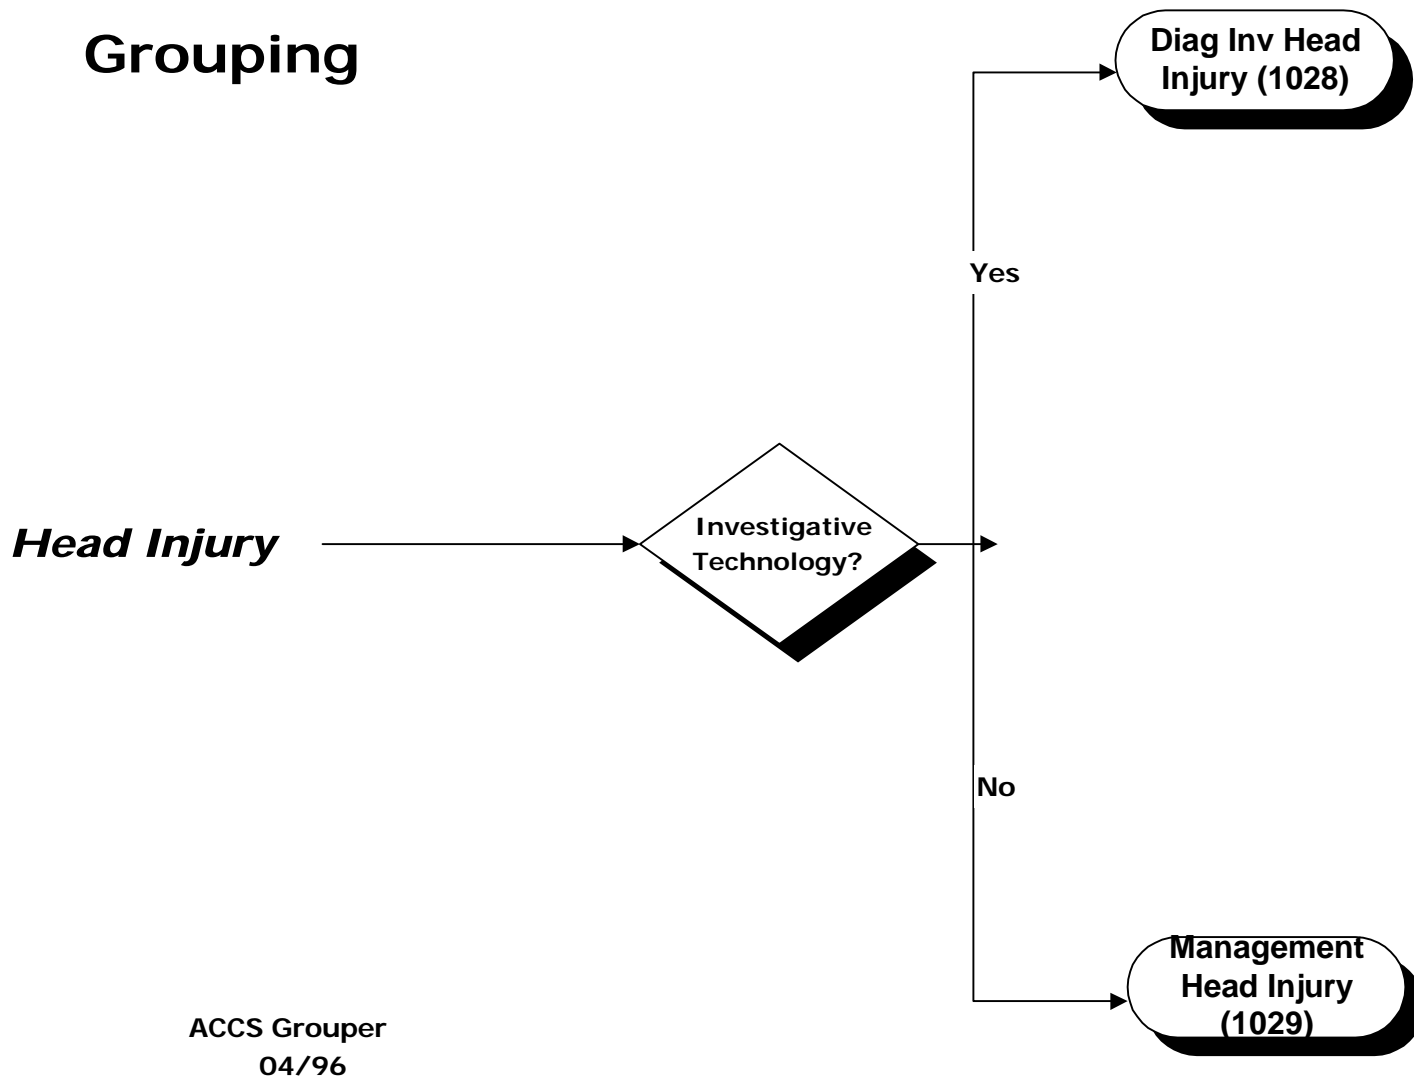 Grouping
Diag Inv Head
Injury (1028)
Yes
Head Injury
Investigative
Technology?
No
Management
Head Injury
(1029)
ACCS Grouper
04/96